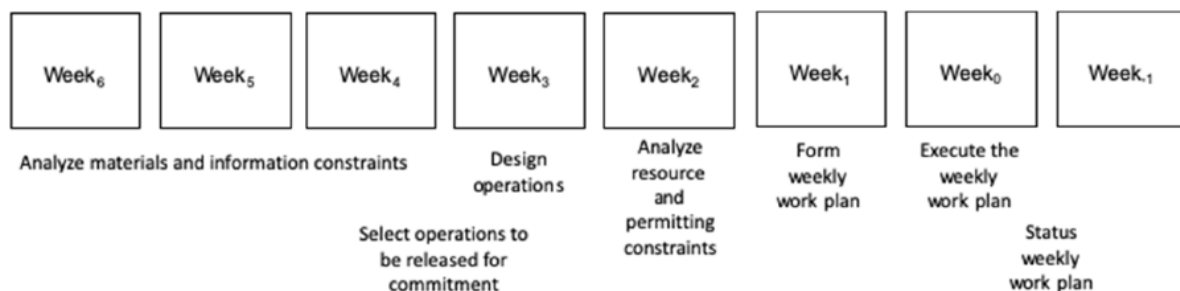 Week6 Week5 Week4 Week3 Week2 Week1 Week0 Week-1
Analyze materials and information constraints
Design
operations
Select operations to
be released for
commitment
Analyze
resource
and
permitting
constraints
Form
weekly
work plan
Execute the
weekly
work plan
Status
weekly
work plan